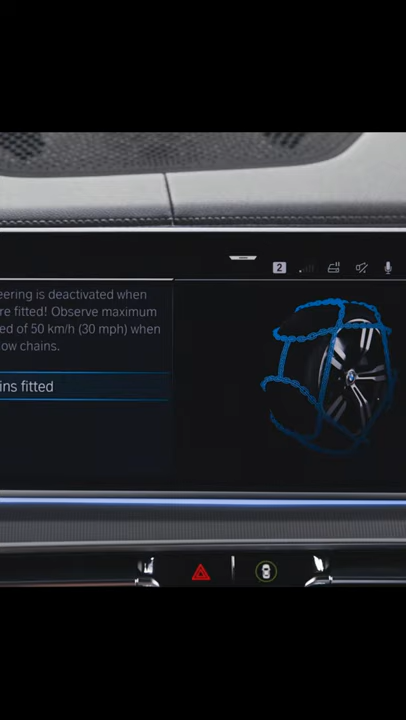 2
eering is deactivated when
re fitted! Observe maximum
ed of 50 km/h (30 mph) when
ow chains.
ins fitted